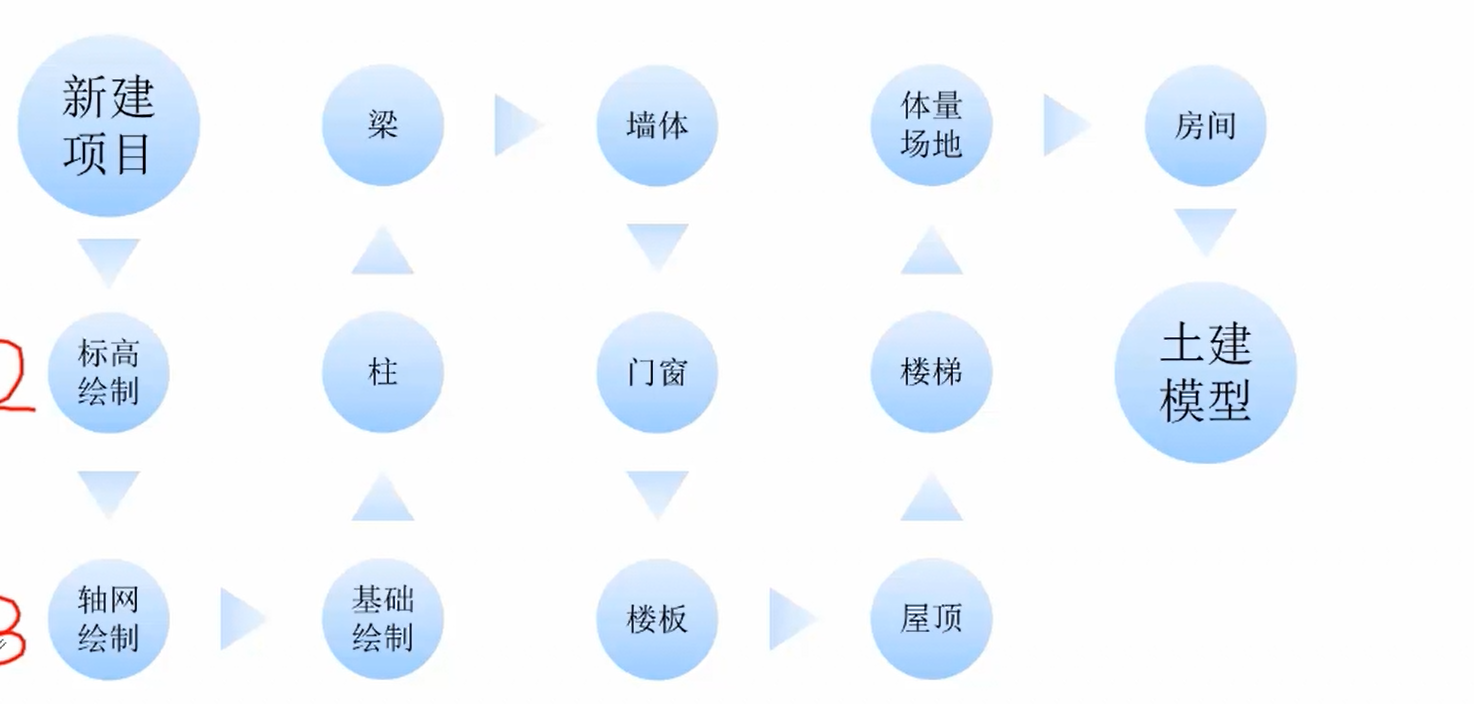 新建
项目
标高
绘制
轴网
绘制
基础
绘制
柱
梁
墙体
门窗
楼板
屋顶
楼梯
体量
场地
房间
土建
模型
2
3